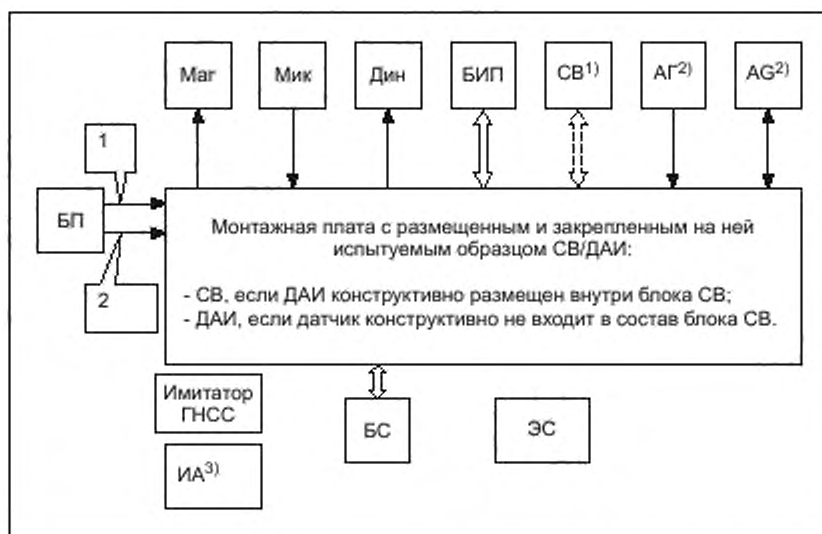 Маг
Мик
Дин
БИП
СВ1)
АГ2)
AG2)
1
БП
2
Монтажная плата с размещенным и закрепленным на ней
испытуемым образцом СВ/ДАИ:
- СВ, если ДАИ конструктивно размещен внутри блока СВ;
- ДАИ, если датчик конструктивно не входит в состав блока СВ.
Имитатор
ГНСС
БС
ЭС
ИА3)